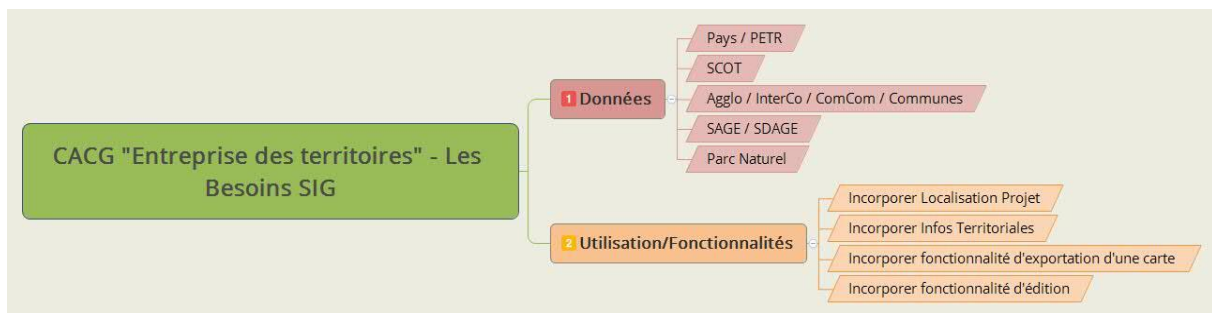 CACG "Entreprise des territoires" - Les
Besoins SIG
1 Données
Pays / PETR
SCOT
Agglo / InterCo / ComCom / Communes
SAGE / SDAGE
Parc Naturel
2 Utilisation/Fonctionnalités
Incorporer Localisation Projet
Incorporer Infos Territoriales
Incorporer fonctionnalité d'exportation d'une carte
Incorporer fonctionnalité d'édition